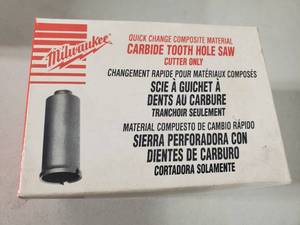 Milwaukee
QUICK CHANGE COMPOSITE MATERIAL
CARBIDE TOOTH HOLE SAW
CUTTER ONLY
CHANGEMENT RAPIDE POUR MATÉRIAUX COMPOSÉS
SCIE À GUICHET À
DENTS AU CARBURE
TRANCHOIR SEULEMENT
MATERIAL COMPUESTO DE CAMBIO RÁPIDO
SIERRA PERFORADORA CON
DIENTES DE CARBURO
CORTADORA SOLAMENTE